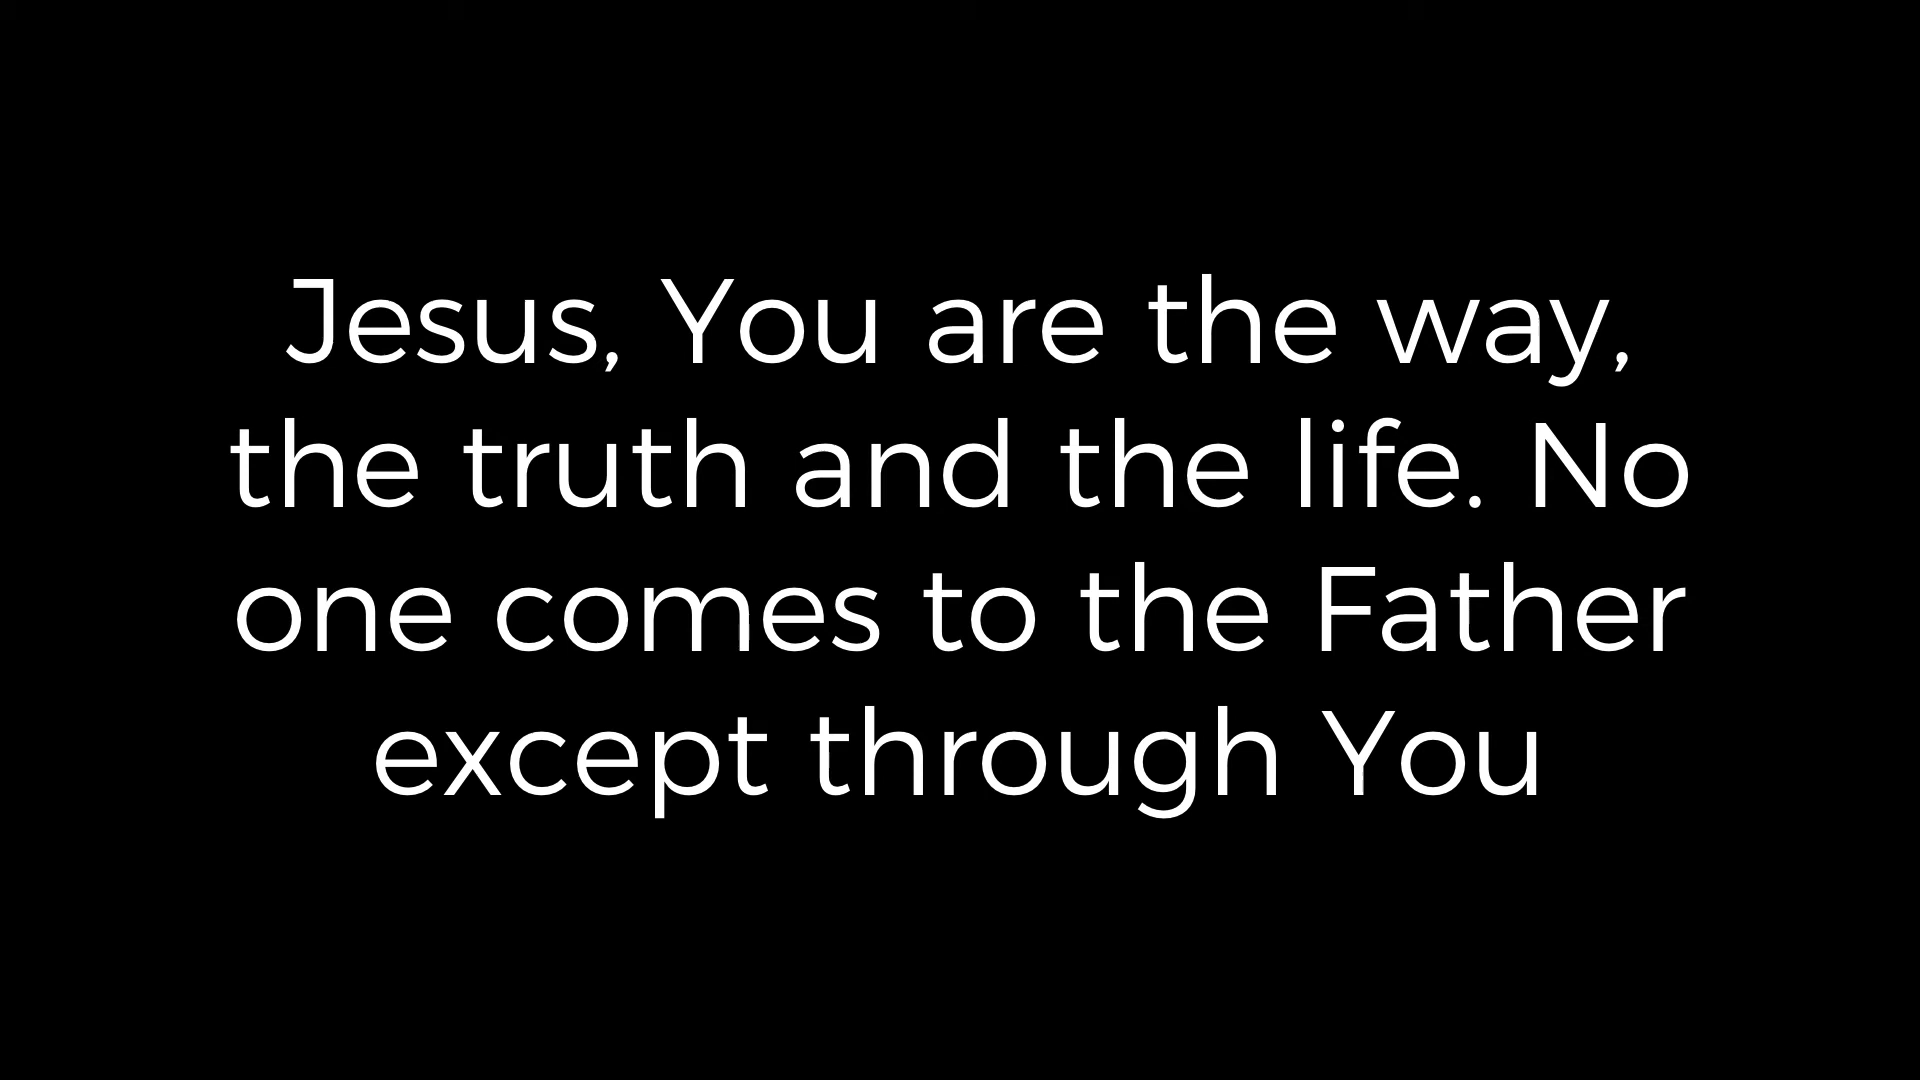 Jesus, You are the way,
the truth and the life. No
one comes to the Father
except through You